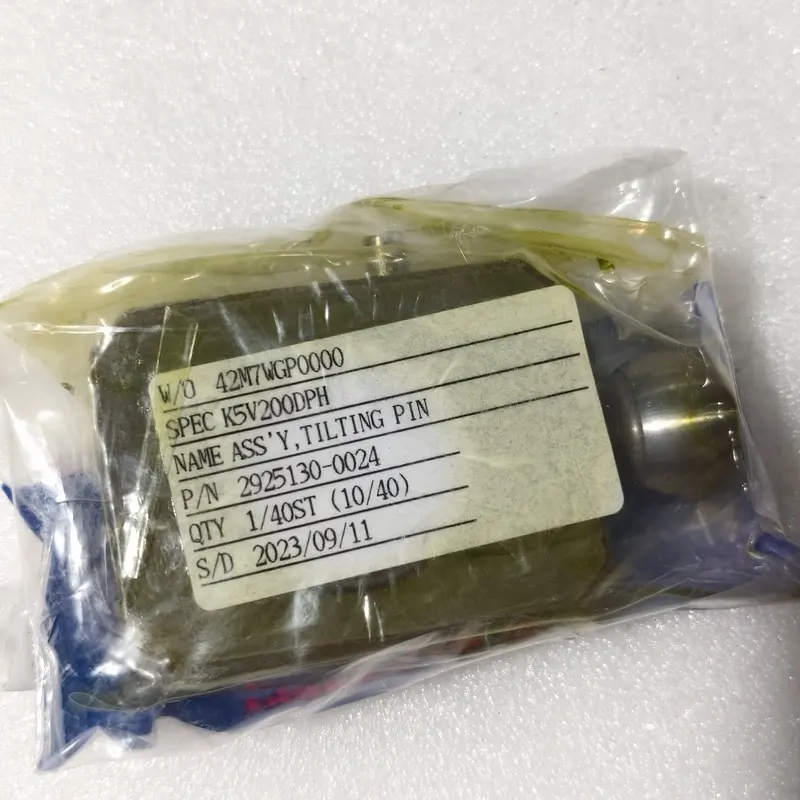 W/O 42M7WGP0000
SPEC K5V200DPH
NAME ASS'Y,TILTING PIN
P/N 2925130-0024
QTY 1/40ST (10/40)
S/D 2023/09/11